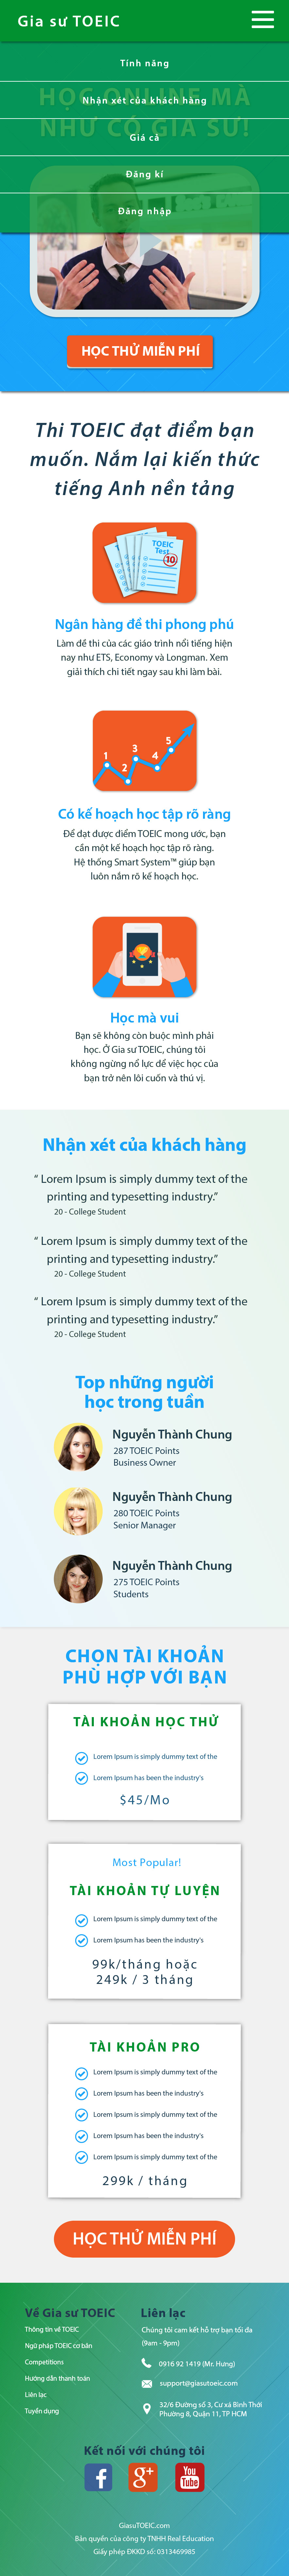 Gia sư TOEIC
Tính năng
HỌC ONLINE MÀ
Nhận xét của khách hàng
NHƯ CÓ GIA SƯ!
Giá cả
Đăng kí
Đăng nhập
HỌC THỬ MIỄN PHÍ
Thi TOEIC đạt điểm bạn
muốn. Nắm lại kiến thức
tiếng Anh nền tảng
TOEIC
Test
10
Ngân hàng đề thi phong phú
Làm đề thi của các giáo trình nổi tiếng hiện
nay như ETS, Economy và Longman. Xem
giải thích chi tiết ngay sau khi làm bài.
1
2
3
4
5
Có kế hoạch học tập rõ ràng
Để đạt được điểm TOEIC mong ước, bạn
cần một kế hoạch học tập rõ ràng.
Hệ thống Smart System™ giúp bạn
luôn nắm rõ kế hoạch học.
Học mà vui
Bạn sẽ không còn buộc mình phải
học. Ở Gia sư TOEIC, chúng tôi
không ngừng nổ lực để việc học của
bạn trở nên lôi cuốn và thú vị.
Nhận xét của khách hàng
“ Lorem Ipsum is simply dummy text of the
printing and typesetting industry.”
20 - College Student
“ Lorem Ipsum is simply dummy text of the
printing and typesetting industry.”
20 - College Student
“ Lorem Ipsum is simply dummy text of the
printing and typesetting industry.”
20 - College Student
Top những người
học trong tuần
Nguyễn Thành Chung
287 TOEIC Points
Business Owner
Nguyễn Thành Chung
280 TOEIC Points
Senior Manager
Nguyễn Thành Chung
275 TOEIC Points
Students
CHỌN TÀI KHOẢN
PHÙ HỢP VỚI BẠN
TÀI KHOẢN HỌC THỬ
Lorem Ipsum is simply dummy text of the
Lorem Ipsum has been the industry's
$45/Mo
Most Popular!
TÀI KHOẢN TỰ LUYỆN
Lorem Ipsum is simply dummy text of the
Lorem Ipsum has been the industry's
99k/tháng hoặc
249k / 3 tháng
TÀI KHOẢN PRO
Lorem Ipsum is simply dummy text of the
Lorem Ipsum has been the industry's
Lorem Ipsum is simply dummy text of the
Lorem Ipsum has been the industry's
Lorem Ipsum is simply dummy text of the
299k / tháng
HỌC THỬ MIỄN PHÍ
Về Gia sư TOEIC
Thông tin về TOEIC
Ngữ pháp TOEIC cơ bản
Competitions
Hướng dẫn thanh toán
Liên lạc
Tuyển dụng
Liên lạc
Chúng tôi cam kết hỗ trợ bạn tối đa
(9am - 9pm)
0916 92 1419 (Mr. Hưng)
support@giasutoeic.com
32/6 Đường số 3, Cư xá Bình Thới
Phường 8, Quận 11, TP HCM
Kết nối với chúng tôi
f
g+
You
Tube
GiasuTOEIC.com
Bản quyền của công ty TNHH Real Education
Giấy phép ĐKKD số: 0313469985